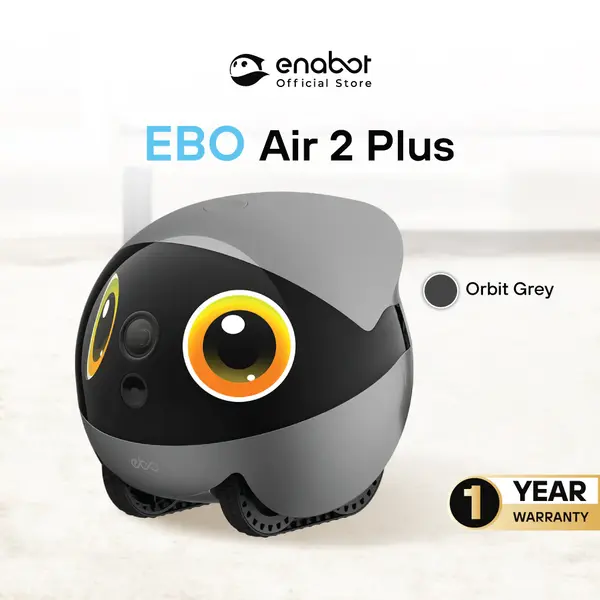 enabot
Official Store
EBO Air 2 Plus
Orbit Grey
ebo
1 YEAR
WARRANTY